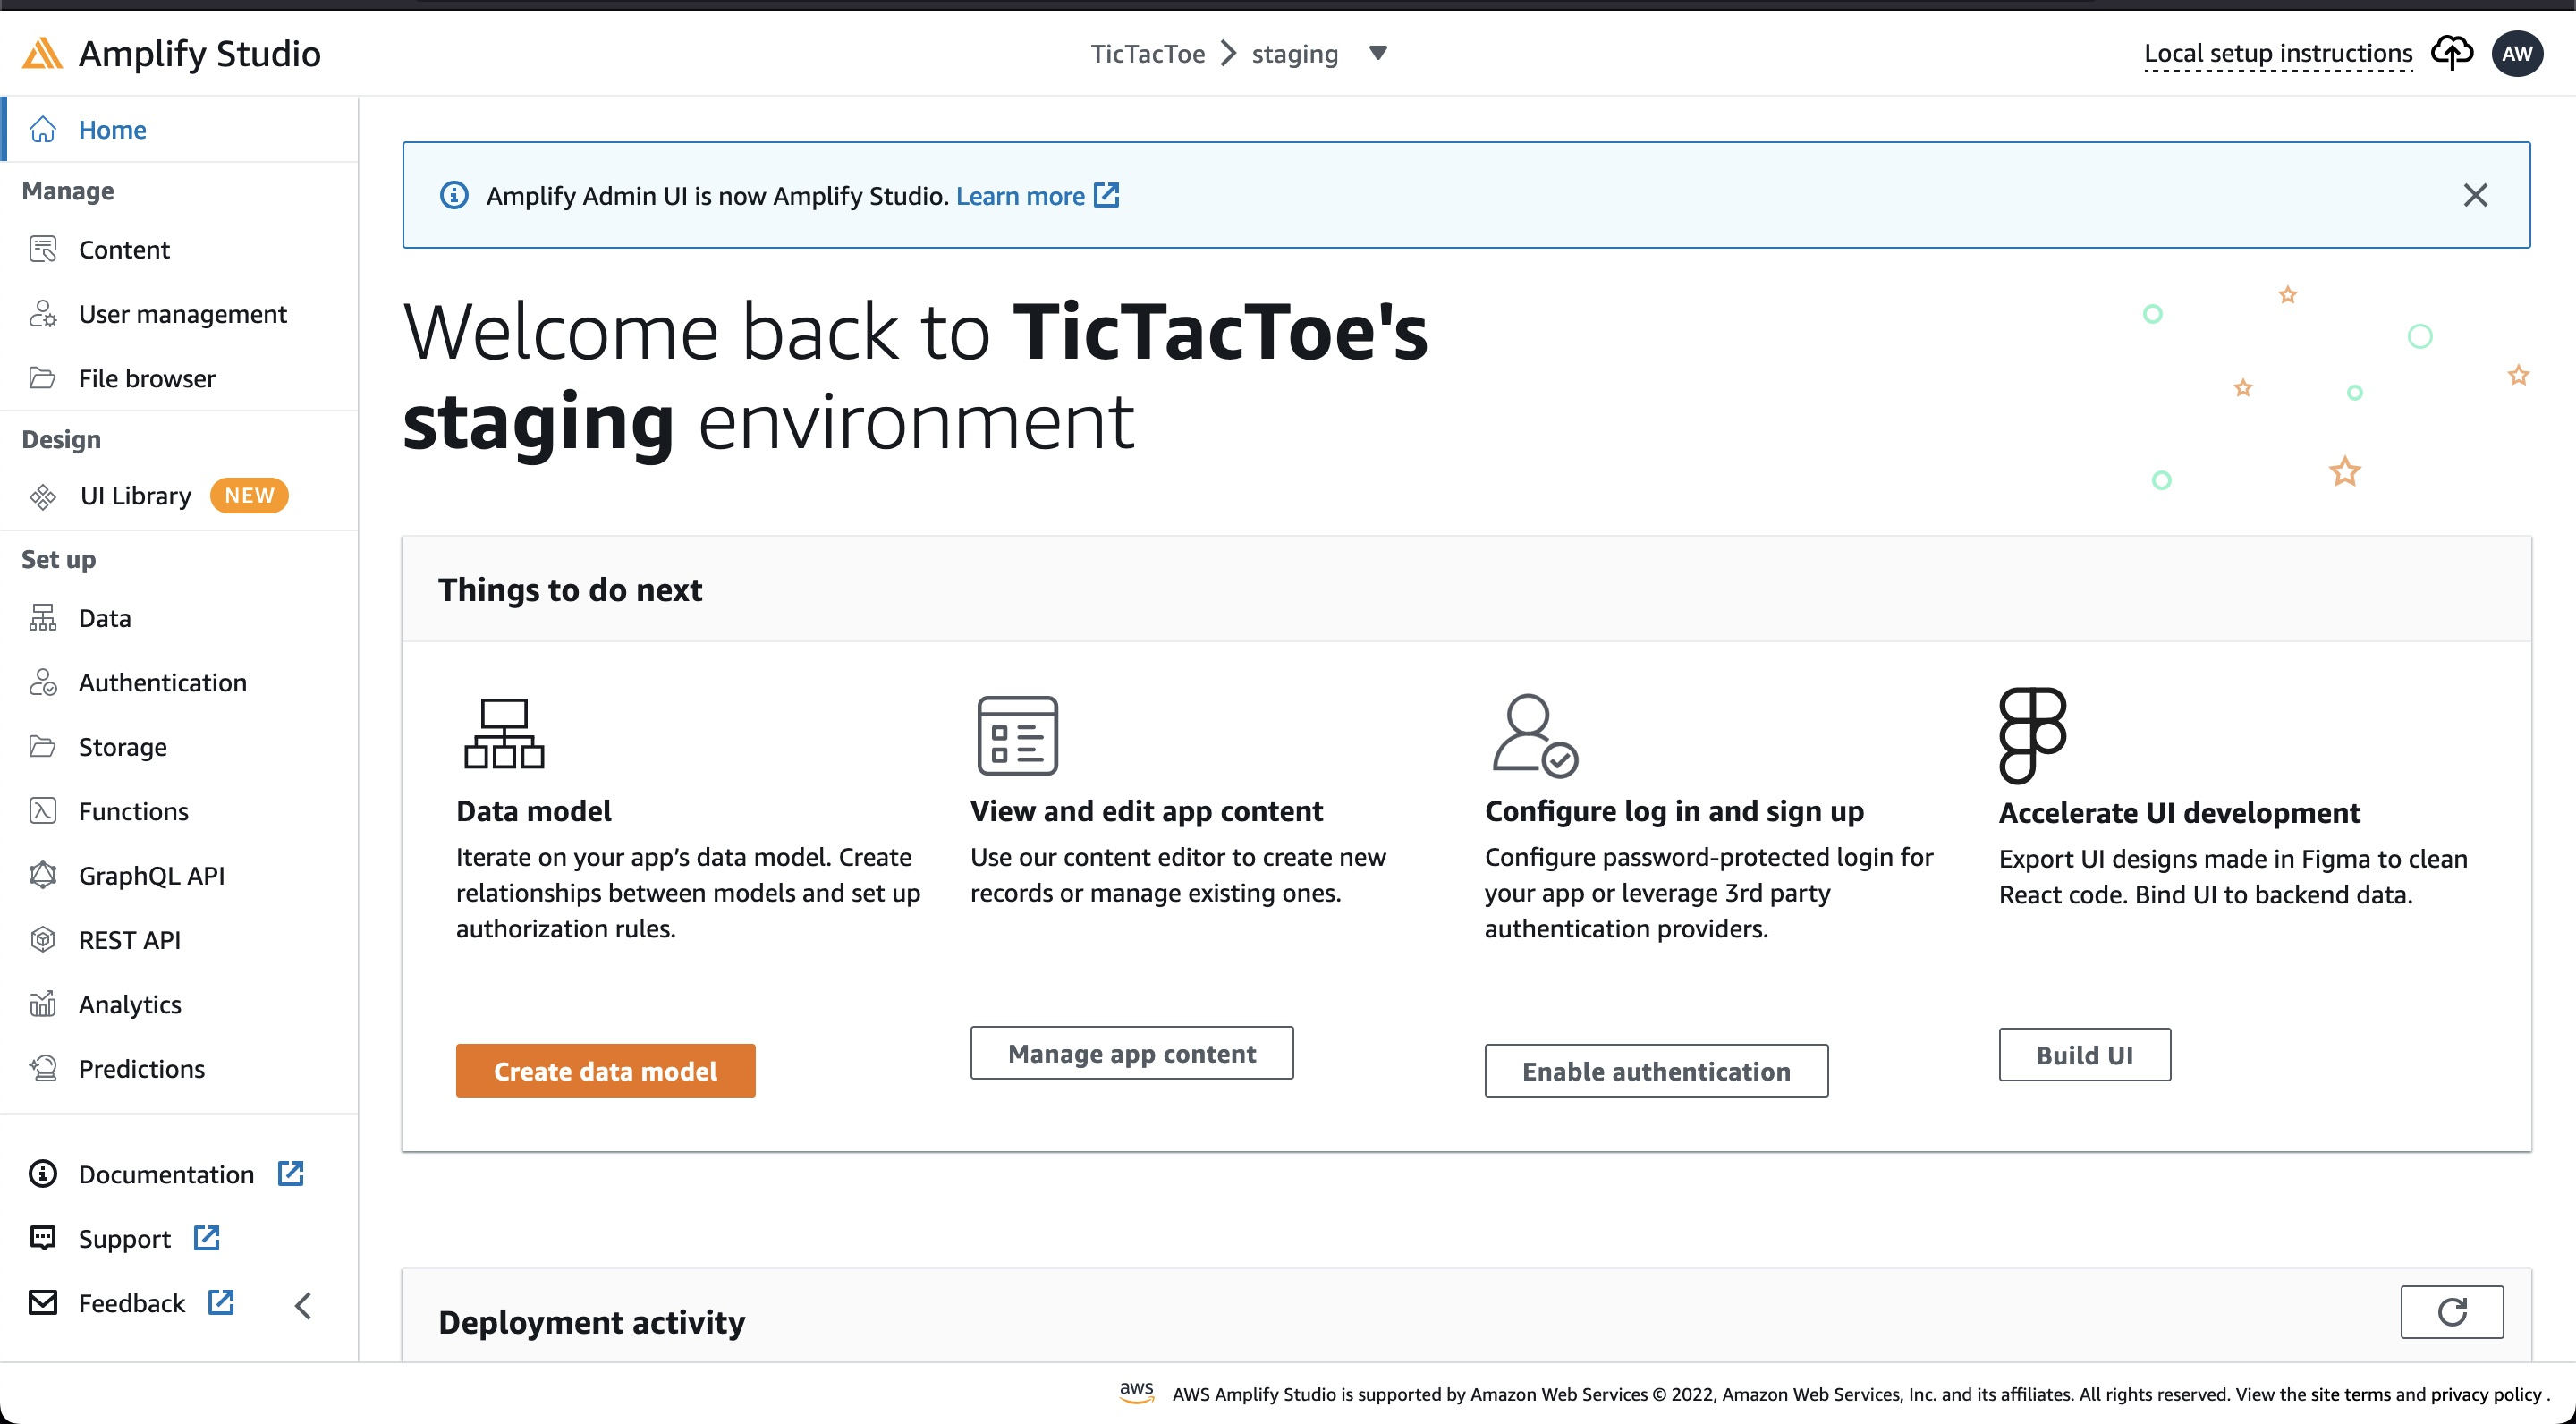 Amplify Studio
TicTacToe staging
Local setup instructions
AW
Home
Manage
Content
User management
File browser
Design
UI Library NEW
Set up
Data
Authentication
Storage
Functions
GraphQL API
REST API
Analytics
Predictions
Documentation
Support
Feedback
Amplify Admin UI is now Amplify Studio. Learn more
Welcome back to TicTacToe's
staging environment
Things to do next
Data model
Iterate on your app’s data model. Create
relationships between models and set up
authorization rules.
Create data model
View and edit app content
Use our content editor to create new
records or manage existing ones.
Manage app content
Configure log in and sign up
Configure password-protected login for
your app or leverage 3rd party
authentication providers.
Enable authentication
Accelerate UI development
Export UI designs made in Figma to clean
React code. Bind UI to backend data.
Build UI
Deployment activity
aws AWS Amplify Studio is supported by Amazon Web Services © 2022, Amazon Web Services, Inc. and its affiliates. All rights reserved. View the site terms and privacy policy .